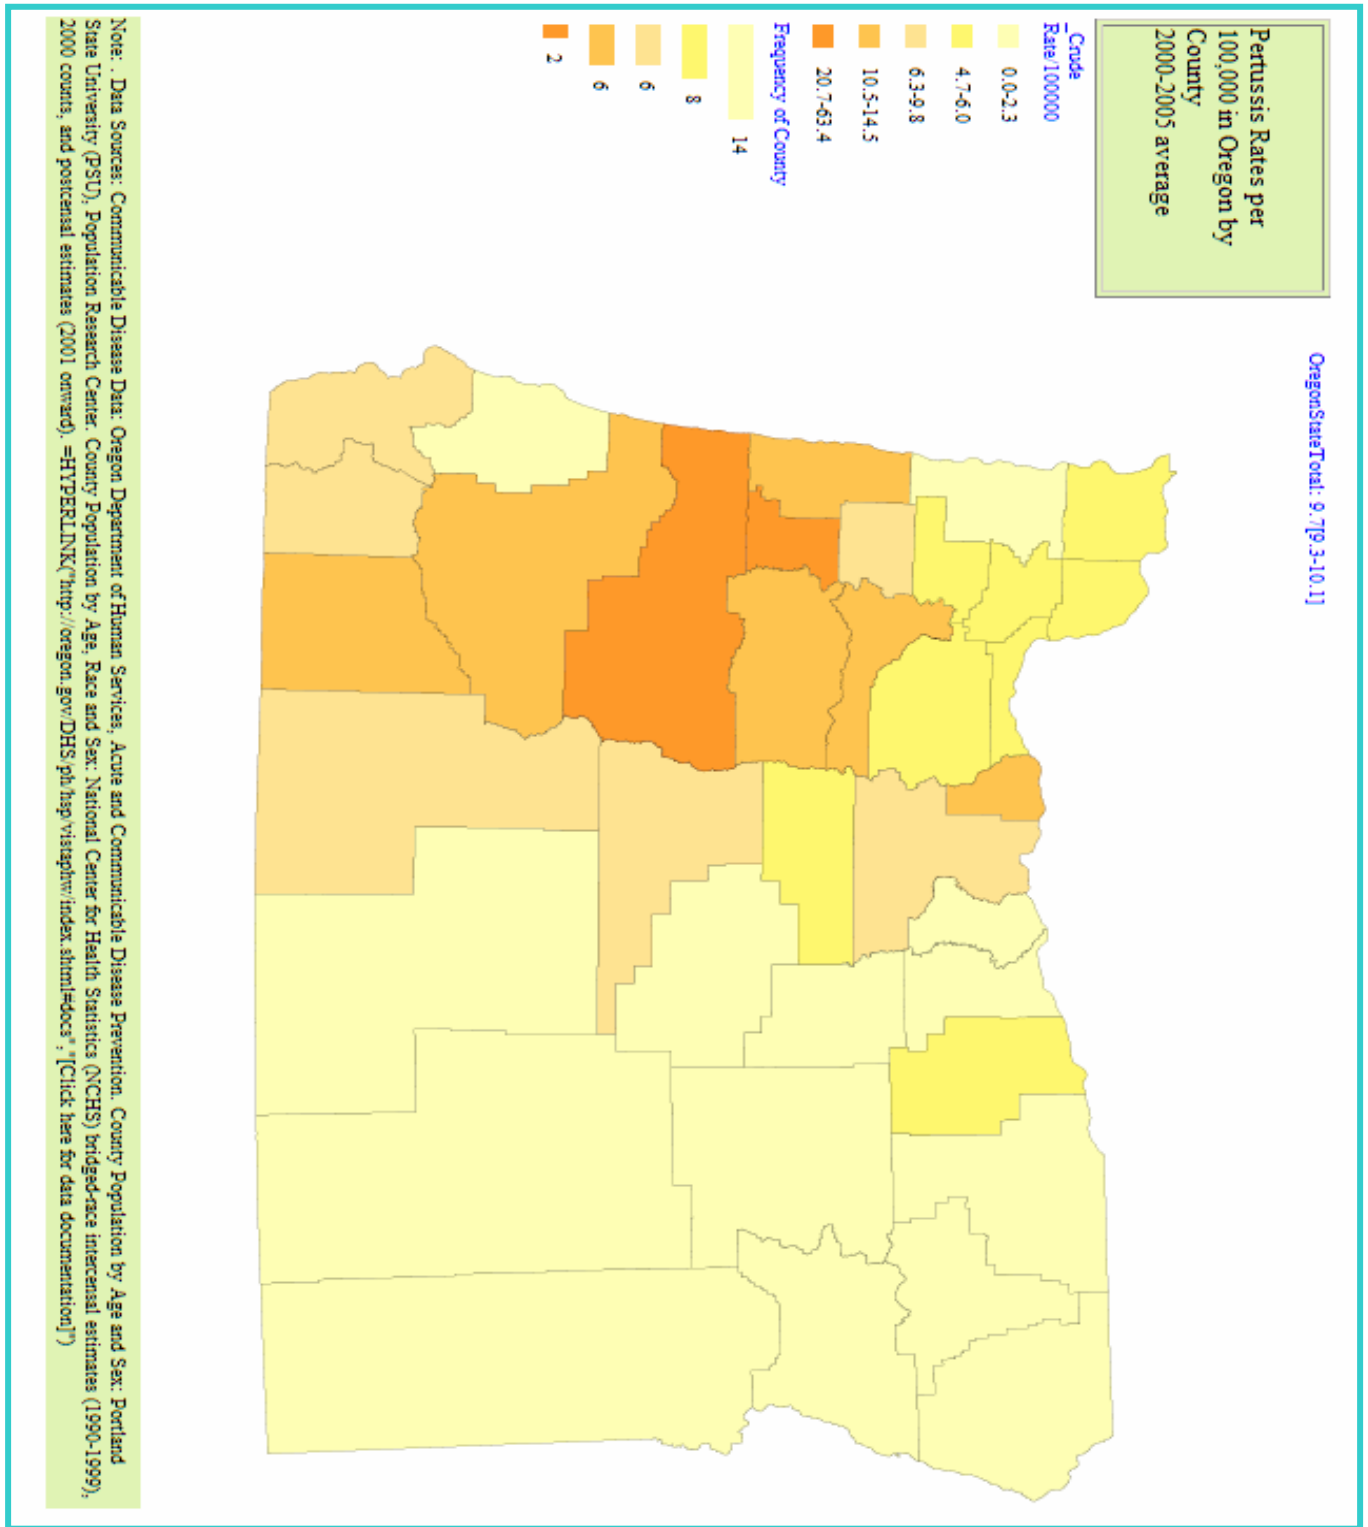 Pertussis Rates per
100,000 in Oregon by
County
2000-2005 average
OregonStateTotal: 9.7[9.3-10.1]
_Crude
Rate/100000
0.0-2.3
4.7-6.0
6.3-9.8
10.5-14.5
20.7-63.4
Frequency of County
14
8
6
6
2
Note: . Data Sources: Communicable Disease Data: Oregon Department of Human Services, Acute and Communicable Disease Prevention. County Population by Age and Sex: Portland
State University (PSU), Population Research Center. County Population by Age, Race and Sex: National Center for Health Statistics (NCHS) bridged-race intercensal estimates (1990-1999),
2000 counts, and postcensal estimates (2001 onward). =HYPERLINK("http://oregon.gov/DHS/ph/hsp/vistaphw/index.shtml#docs","[Click here for data documentation]")